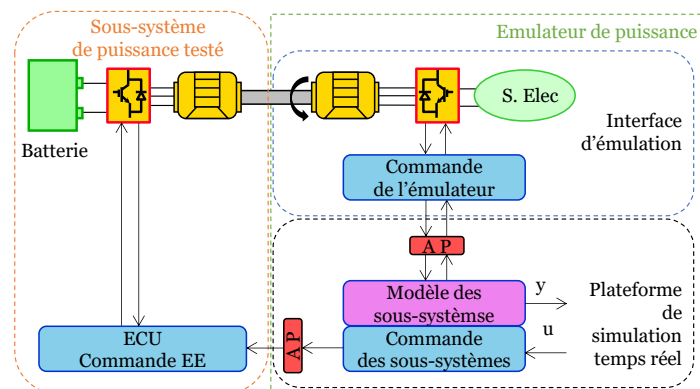 Sous-système
de puissance testé
Emulateur de puissance
Batterie
S. Elec
Interface
d'émulation
Commande
de l'émulateur
A P
Modèle des
sous-systèmse
y
u
Plateforme
de
simulation
temps réel
ECU
Commande EE
A P
Commande
des sous-systèmes